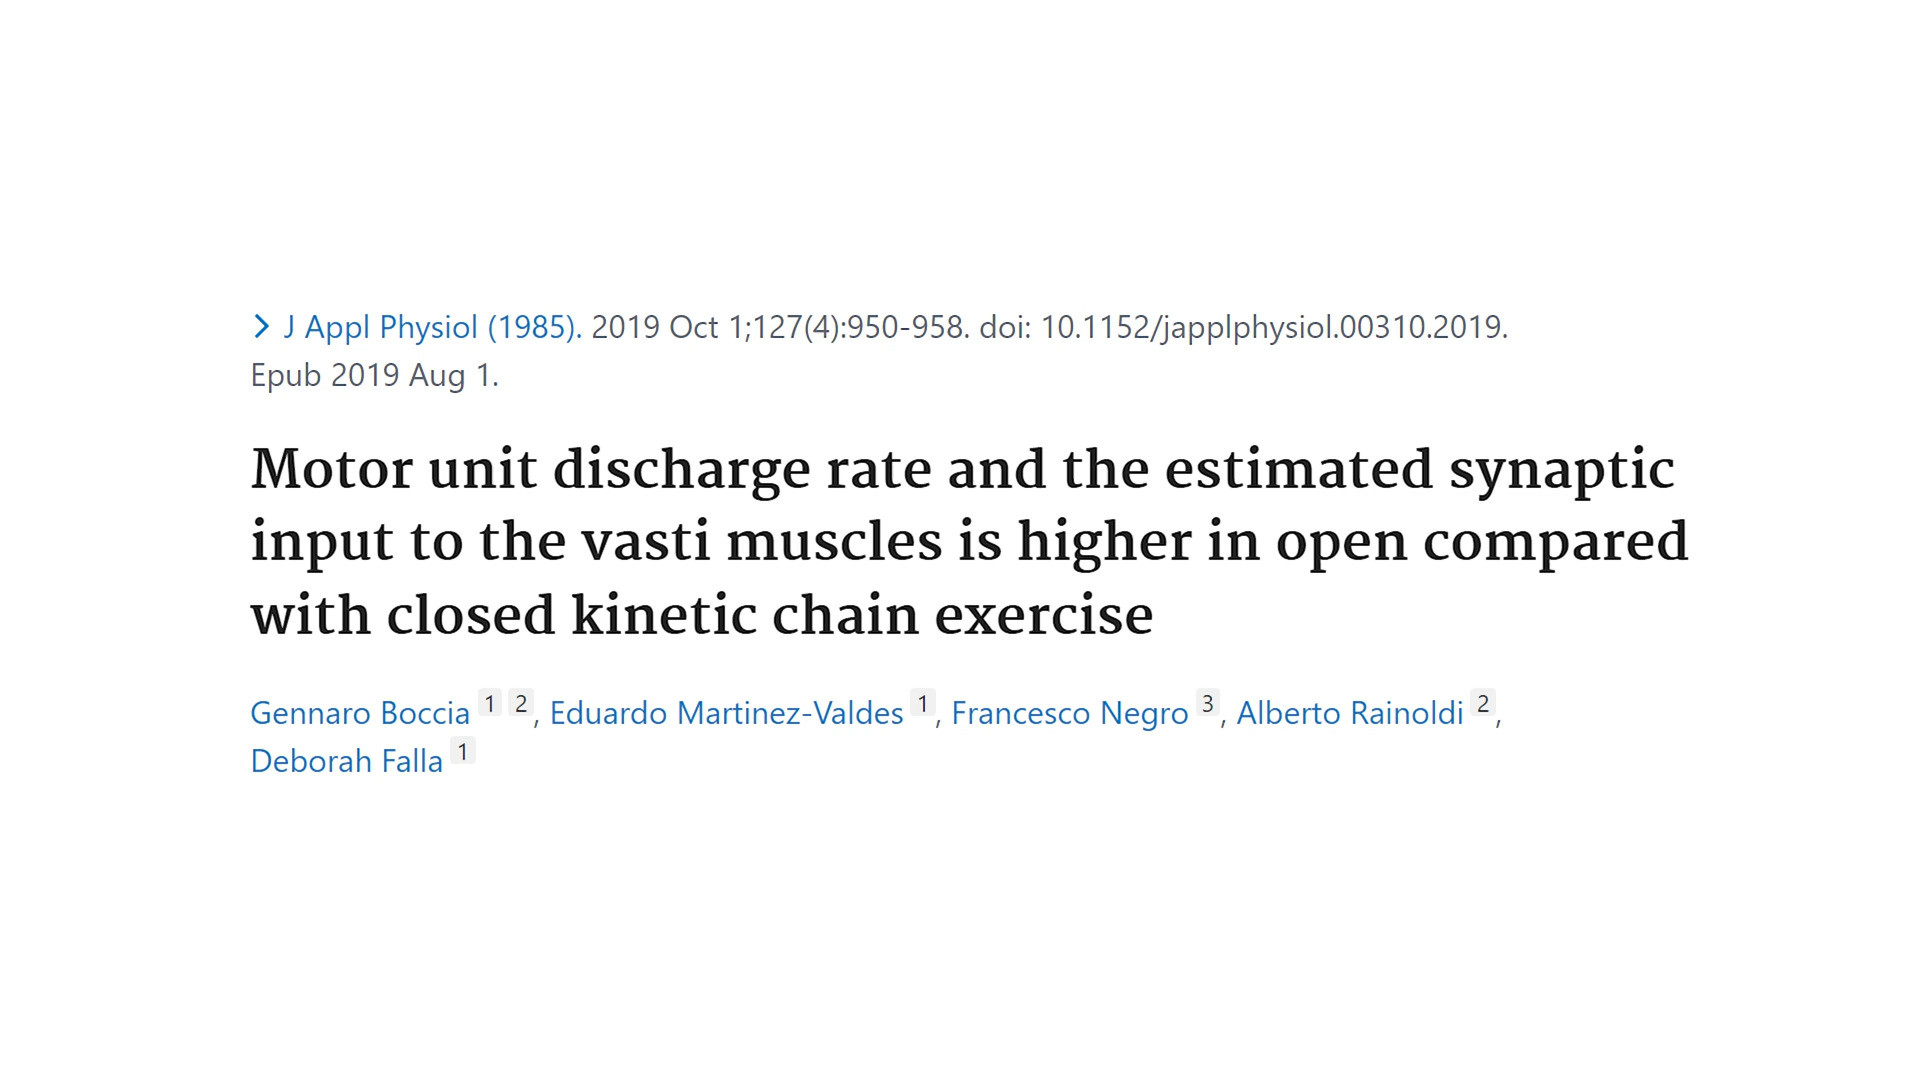 > J Appl Physiol (1985). 2019 Oct 1;127(4):950-958. doi: 10.1152/japplphysiol.00310.2019.
Epub 2019 Aug 1.
Motor unit discharge rate and the estimated synaptic
input to the vasti muscles is higher in open compared
with closed kinetic chain exercise
Gennaro Boccia 1 2, Eduardo Martinez-Valdes 1, Francesco Negro 3, Alberto Rainoldi 2,
Deborah Falla 1